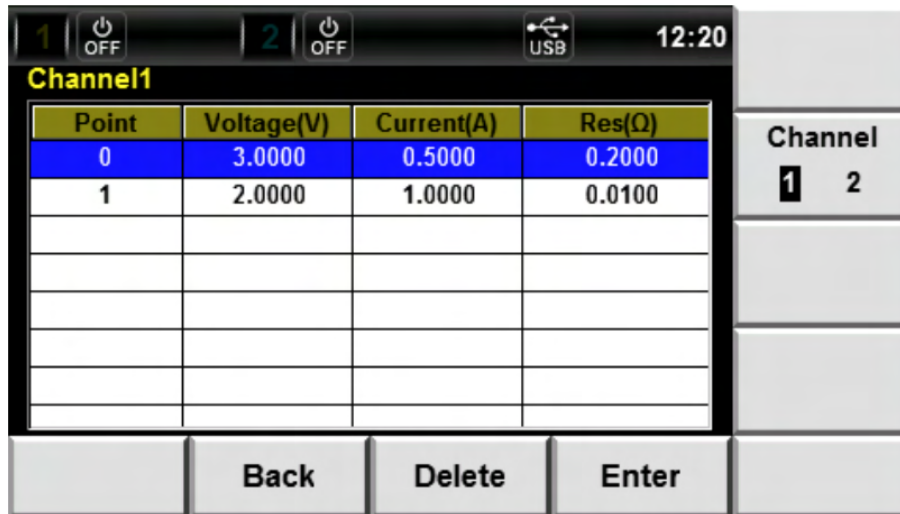 1 OFF 2 OFF USB 12:20
Channel1
Point Voltage(V) Current(A) Res(Ω)
0 3.0000 0.5000 0.2000
1 2.0000 1.0000 0.0100
Channel
1 2
Back Delete Enter